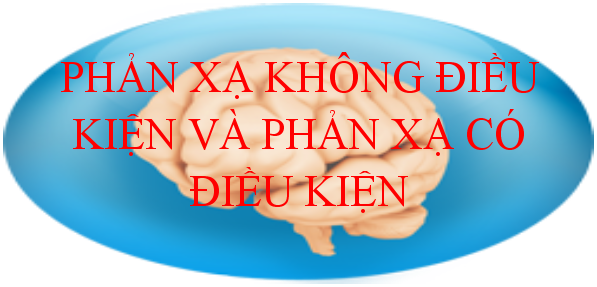 PHẢN XẠ KHÔNG ĐIỀU
KIỆN VÀ PHẢN XẠ CÓ
ĐIỀU KIỆN